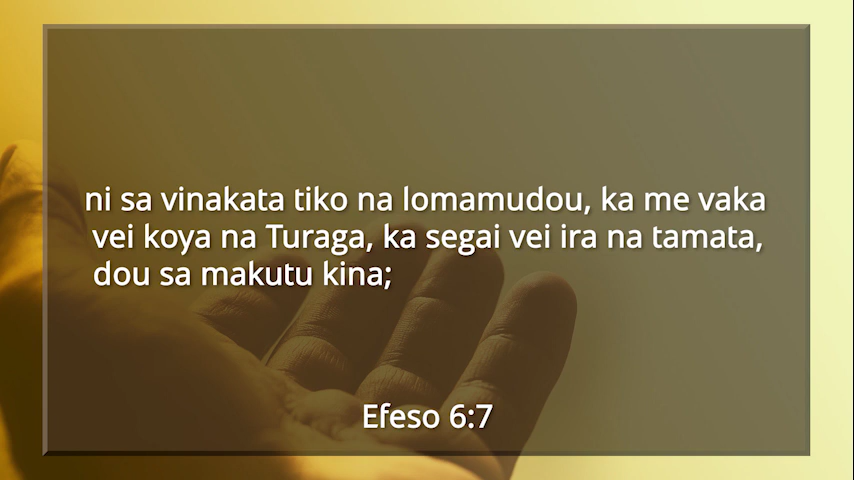 ni sa vinakata tiko na lomamudou, ka me vaka
vei koya na Turaga, ka segai vei ira na tamata,
dou sa makutu kina;
Efeso 6:7